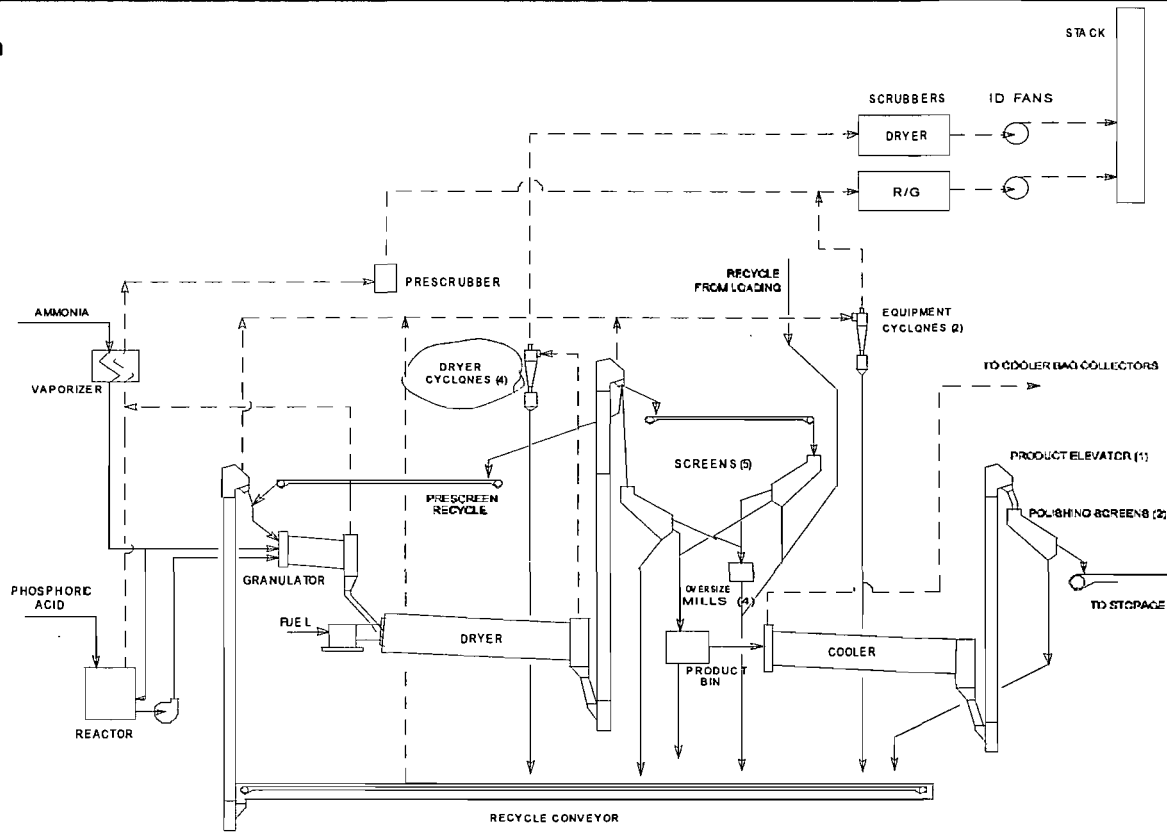 STACK
SCRUBBERS
ID FANS
DRYER
R/G
PRESCRUBBER
RECYCLE
FROM LOADING
EQUIPMENT
CYCLONES (2)
AMMONIA
VAPORIZER
DRYER
CYCLONES (4)
TO COOLER BAG COLLECTORS
SCREENS (5)
PRODUCT ELEVATOR (1)
PRESCREEN
RECYCLE
POLISHING SCREENS (2)
GRANULATOR
OVERSIZE
MILLS (4)
PHOSPHORIC
ACID
FUEL
DRYER
TO STORAGE
COOLER
PRODUCT
BIN
REACTOR
RECYCLE CONVEYOR